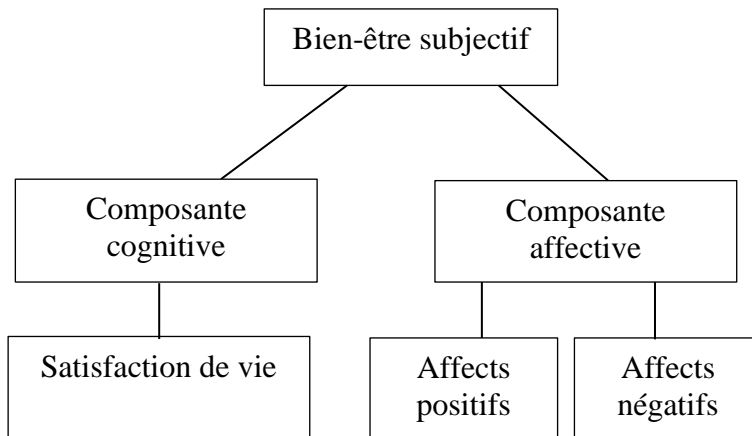 Bien-être subjectif
Composante
cognitive
Composante
affective
Satisfaction de vie
Affects
positifs
Affects
négatifs